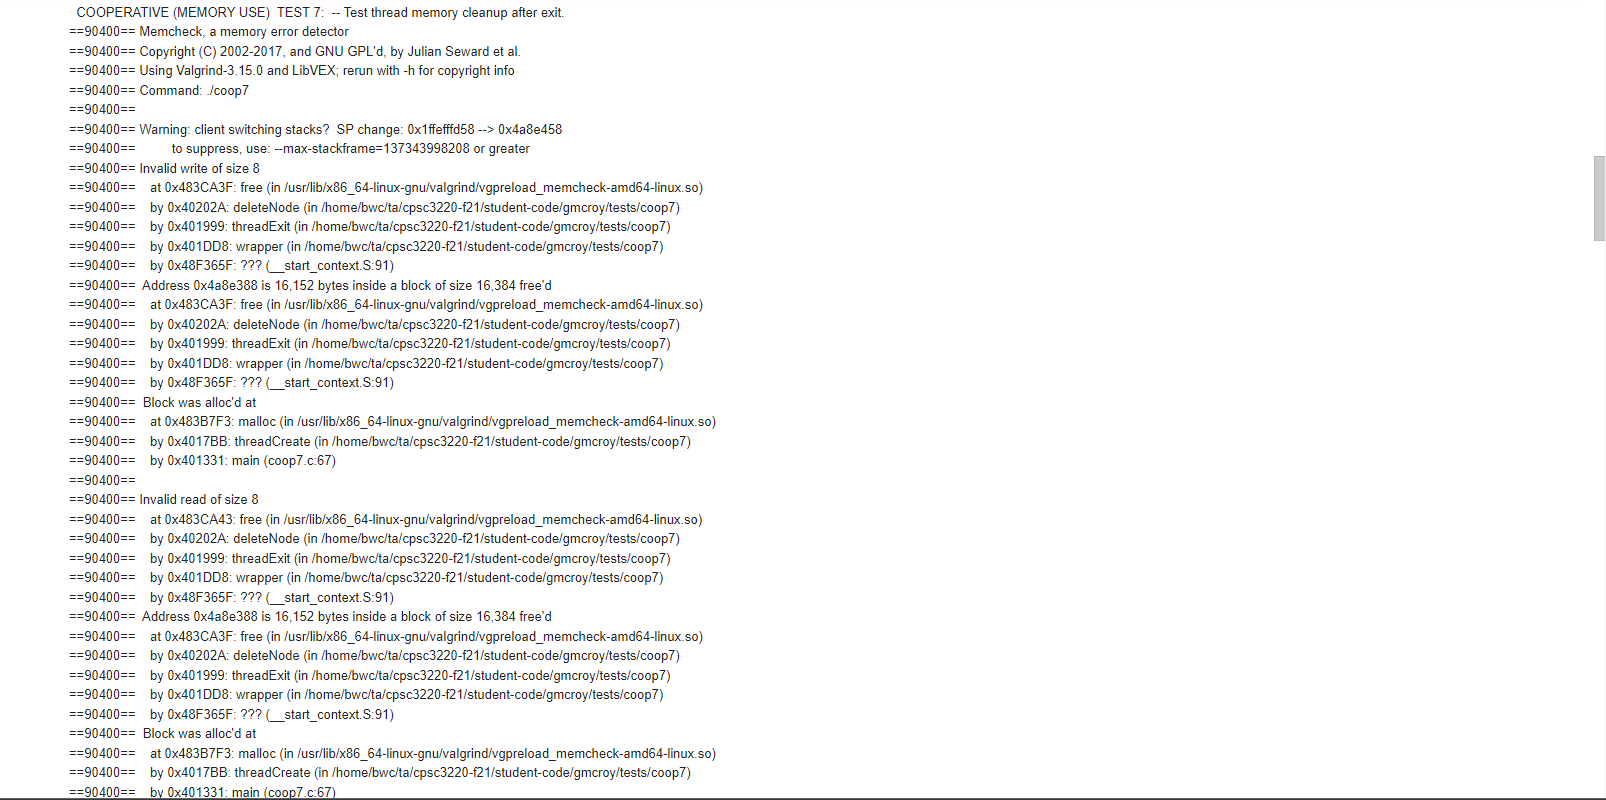 COOPERATIVE (MEMORY USE)  TEST 7:  -- Test thread memory cleanup after exit.
==90400== Memcheck, a memory error detector
==90400== Copyright (C) 2002-2017, and GNU GPL'd, by Julian Seward et al.
==90400== Using Valgrind-3.15.0 and LibVEX; rerun with -h for copyright info
==90400== Command: ./coop7
==90400==
==90400== Warning: client switching stacks?  SP change: 0x1ffefffd58 --> 0x4a8e458
==90400==          to suppress, use: --max-stackframe=137343998208 or greater
==90400== Invalid write of size 8
==90400==    at 0x483CA3F: free (in /usr/lib/x86_64-linux-gnu/valgrind/vgpreload_memcheck-amd64-linux.so)
==90400==    by 0x40202A: deleteNode (in /home/bwc/ta/cpsc3220-f21/student-code/gmcroy/tests/coop7)
==90400==    by 0x401999: threadExit (in /home/bwc/ta/cpsc3220-f21/student-code/gmcroy/tests/coop7)
==90400==    by 0x401DD8: wrapper (in /home/bwc/ta/cpsc3220-f21/student-code/gmcroy/tests/coop7)
==90400==    by 0x48F365F: ??? (__start_context.S:91)
==90400==  Address 0x4a8e388 is 16,152 bytes inside a block of size 16,384 free'd
==90400==    at 0x483CA3F: free (in /usr/lib/x86_64-linux-gnu/valgrind/vgpreload_memcheck-amd64-linux.so)
==90400==    by 0x40202A: deleteNode (in /home/bwc/ta/cpsc3220-f21/student-code/gmcroy/tests/coop7)
==90400==    by 0x401999: threadExit (in /home/bwc/ta/cpsc3220-f21/student-code/gmcroy/tests/coop7)
==90400==    by 0x401DD8: wrapper (in /home/bwc/ta/cpsc3220-f21/student-code/gmcroy/tests/coop7)
==90400==    by 0x48F365F: ??? (__start_context.S:91)
==90400==  Block was alloc'd at
==90400==    at 0x483B7F3: malloc (in /usr/lib/x86_64-linux-gnu/valgrind/vgpreload_memcheck-amd64-linux.so)
==90400==    by 0x4017BB: threadCreate (in /home/bwc/ta/cpsc3220-f21/student-code/gmcroy/tests/coop7)
==90400==    by 0x401331: main (coop7.c:67)
==90400==
==90400== Invalid read of size 8
==90400==    at 0x483CA43: free (in /usr/lib/x86_64-linux-gnu/valgrind/vgpreload_memcheck-amd64-linux.so)
==90400==    by 0x40202A: deleteNode (in /home/bwc/ta/cpsc3220-f21/student-code/gmcroy/tests/coop7)
==90400==    by 0x401999: threadExit (in /home/bwc/ta/cpsc3220-f21/student-code/gmcroy/tests/coop7)
==90400==    by 0x401DD8: wrapper (in /home/bwc/ta/cpsc3220-f21/student-code/gmcroy/tests/coop7)
==90400==    by 0x48F365F: ??? (__start_context.S:91)
==90400==  Address 0x4a8e388 is 16,152 bytes inside a block of size 16,384 free'd
==90400==    at 0x483CA3F: free (in /usr/lib/x86_64-linux-gnu/valgrind/vgpreload_memcheck-amd64-linux.so)
==90400==    by 0x40202A: deleteNode (in /home/bwc/ta/cpsc3220-f21/student-code/gmcroy/tests/coop7)
==90400==    by 0x401999: threadExit (in /home/bwc/ta/cpsc3220-f21/student-code/gmcroy/tests/coop7)
==90400==    by 0x401DD8: wrapper (in /home/bwc/ta/cpsc3220-f21/student-code/gmcroy/tests/coop7)
==90400==    by 0x48F365F: ??? (__start_context.S:91)
==90400==  Block was alloc'd at
==90400==    at 0x483B7F3: malloc (in /usr/lib/x86_64-linux-gnu/valgrind/vgpreload_memcheck-amd64-linux.so)
==90400==    by 0x4017BB: threadCreate (in /home/bwc/ta/cpsc3220-f21/student-code/gmcroy/tests/coop7)
==90400==    by 0x401331: main (coop7.c:67)